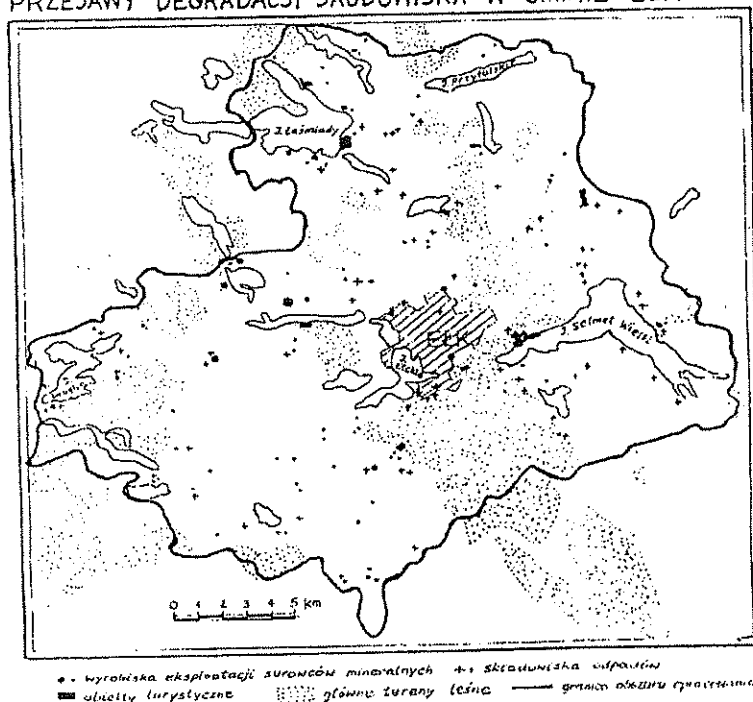 PRZEJAWY DEGRADACJI ŚRODOWISKA W GMINIE
J. Przytulskie
J. Łaśmiady
EŁK
J. Selmęt Wielki
J. Ełckie
0 1 2 3 4 5 km
wyrobiska eksploatacji surowców mineralnych składowiska odpadów
obiekty turystyczne główne tereny leśne granica obszaru